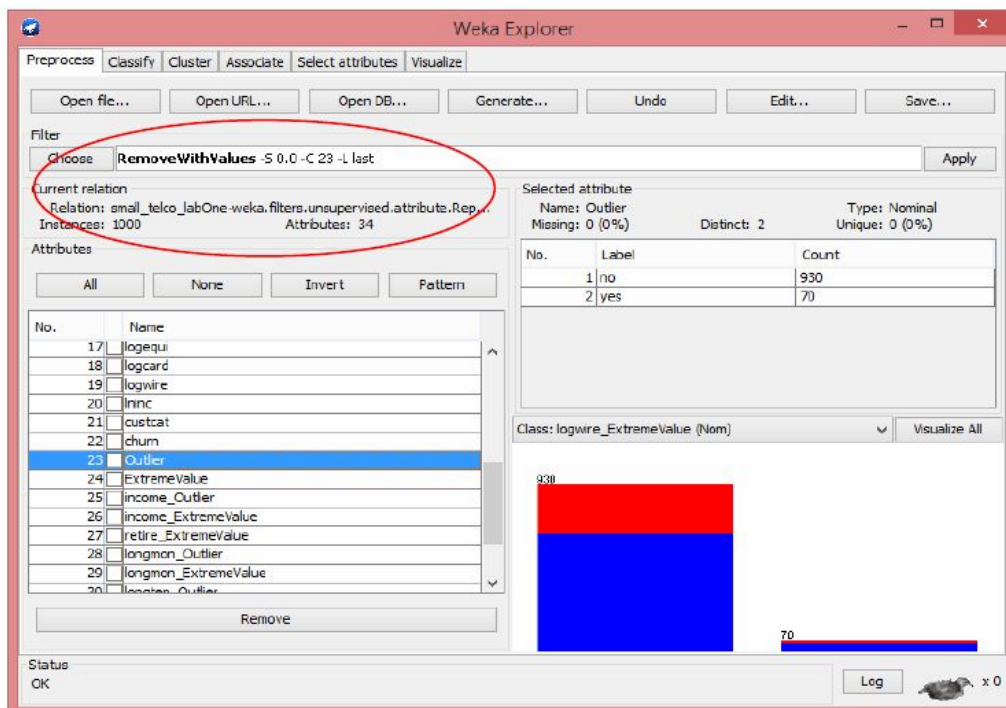 Weka Explorer
Preprocess Classify Cluster Associate Select attributes Visualize
Open file... Open URL... Open DB... Generate... Undo Edit... Save...
Filter
Choose RemoveWithValues -S 0.0 -C 23 -L last Apply
Current relation
Relation: small_telco_labOne-weka.filters.unsupervised.attribute.Rep...
Instances: 1000 Attributes: 34
Attributes
All None Invert Pattern
No. Name
17 logequi
18 logcard
19 logwire
20 lninc
21 custcat
22 churn
23 Outlier
24 ExtremeValue
25 income_Outlier
26 income_ExtremeValue
27 retire_ExtremeValue
28 longmon_Outlier
29 longmon_ExtremeValue
30 longten_Outlier
Remove
Selected attribute
Name: Outlier Type: Nominal
Missing: 0 (0%) Distinct: 2 Unique: 0 (0%)
No. Label Count
1 no 930
2 yes 70
Class: logwire_ExtremeValue (Nom) Visualize All
930
70
Status
OK
Log x 0